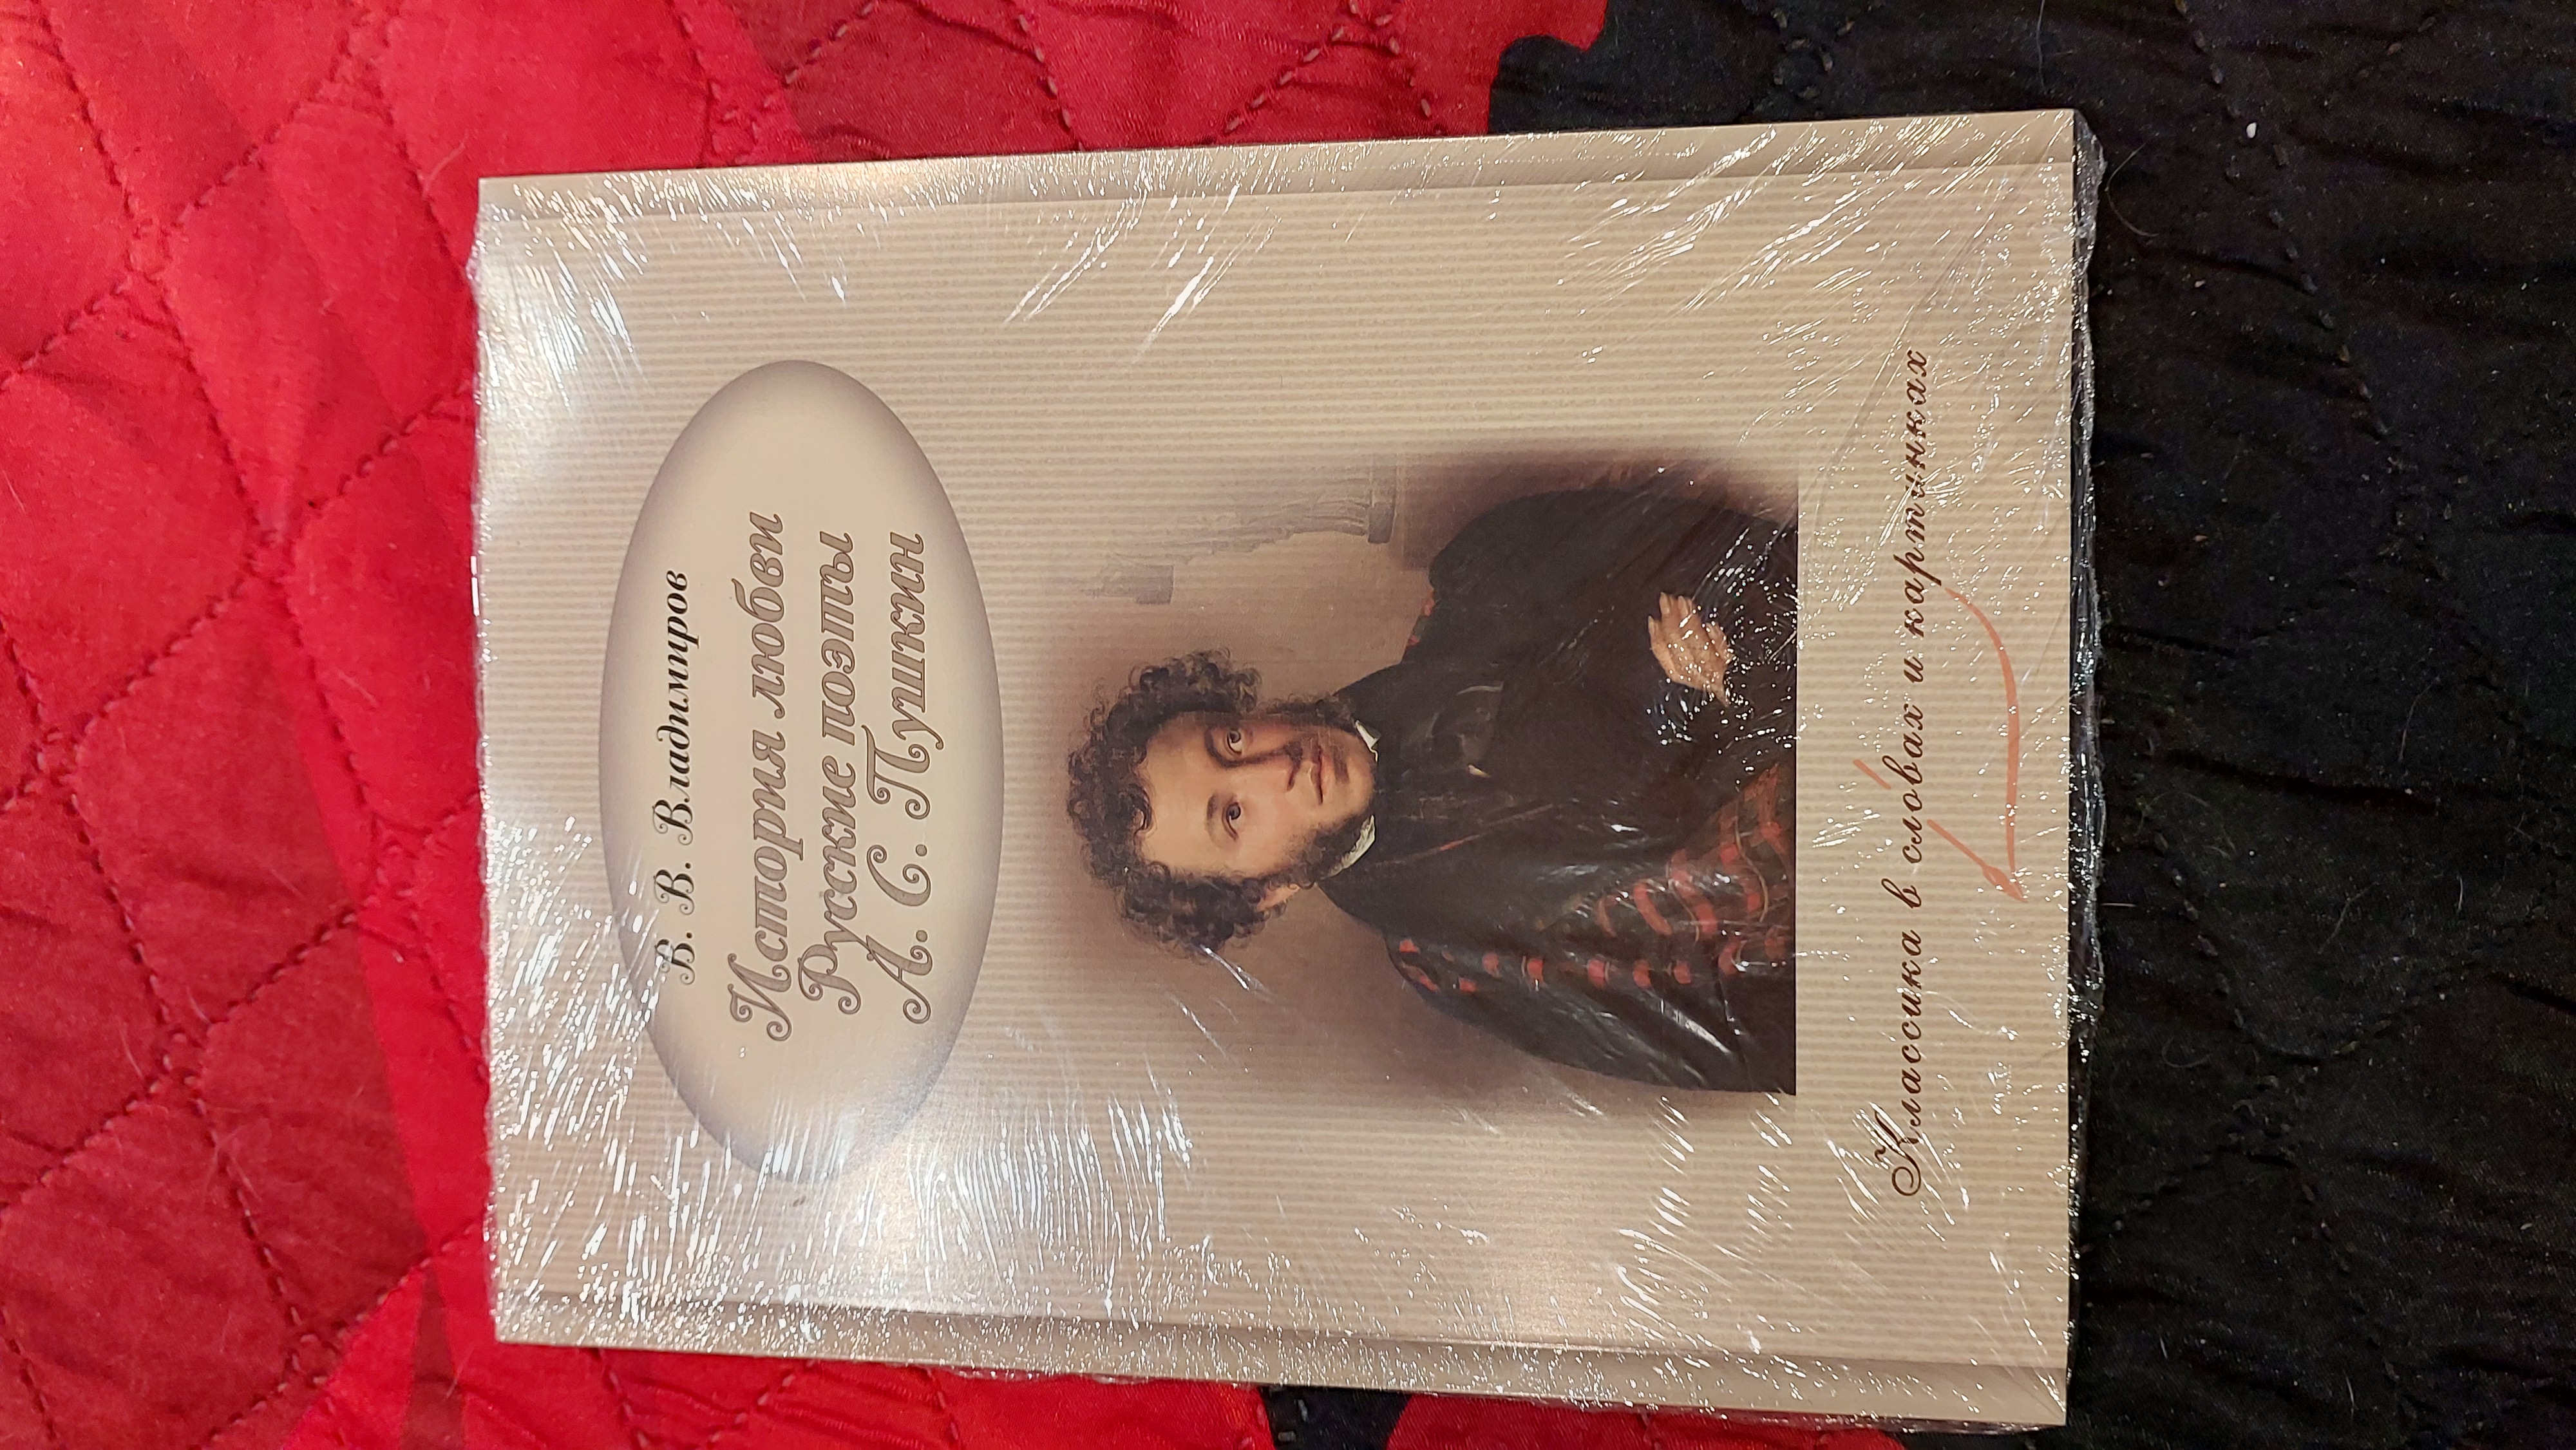 В. В. Владимиров
История любви
Русские поэты
А. С. Пушкин
Классика в словах и картинках